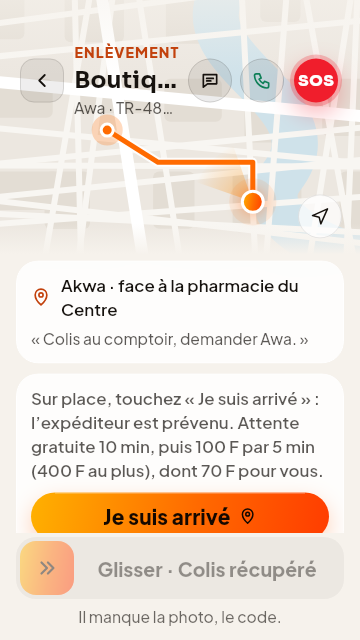 ENLÈVEMENT
Boutiq...
Awa · TR-48...
SOS
Akwa · face à la pharmacie du
Centre
« Colis au comptoir, demander Awa. »
Sur place, touchez « Je suis arrivé » :
l’expéditeur est prévenu. Attente
gratuite 10 min, puis 100 F par 5 min
(400 F au plus), dont 70 F pour vous.
Je suis arrivé
Glisser · Colis récupéré
Il manque la photo, le code.